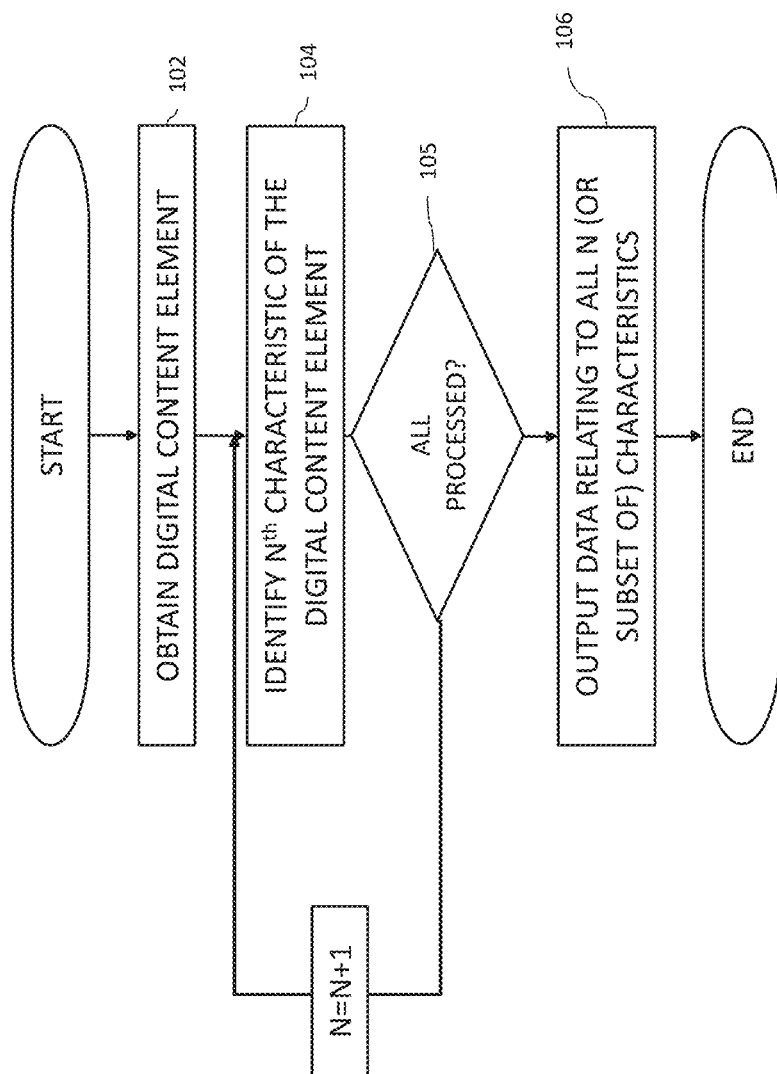 START
OBTAIN DIGITAL CONTENT ELEMENT
102
IDENTIFY Nth CHARACTERISTIC OF THE
DIGITAL CONTENT ELEMENT
104
ALL
PROCESSED?
105
N=N+1
OUTPUT DATA RELATING TO ALL N (OR
SUBSET OF) CHARACTERISTICS
106
END